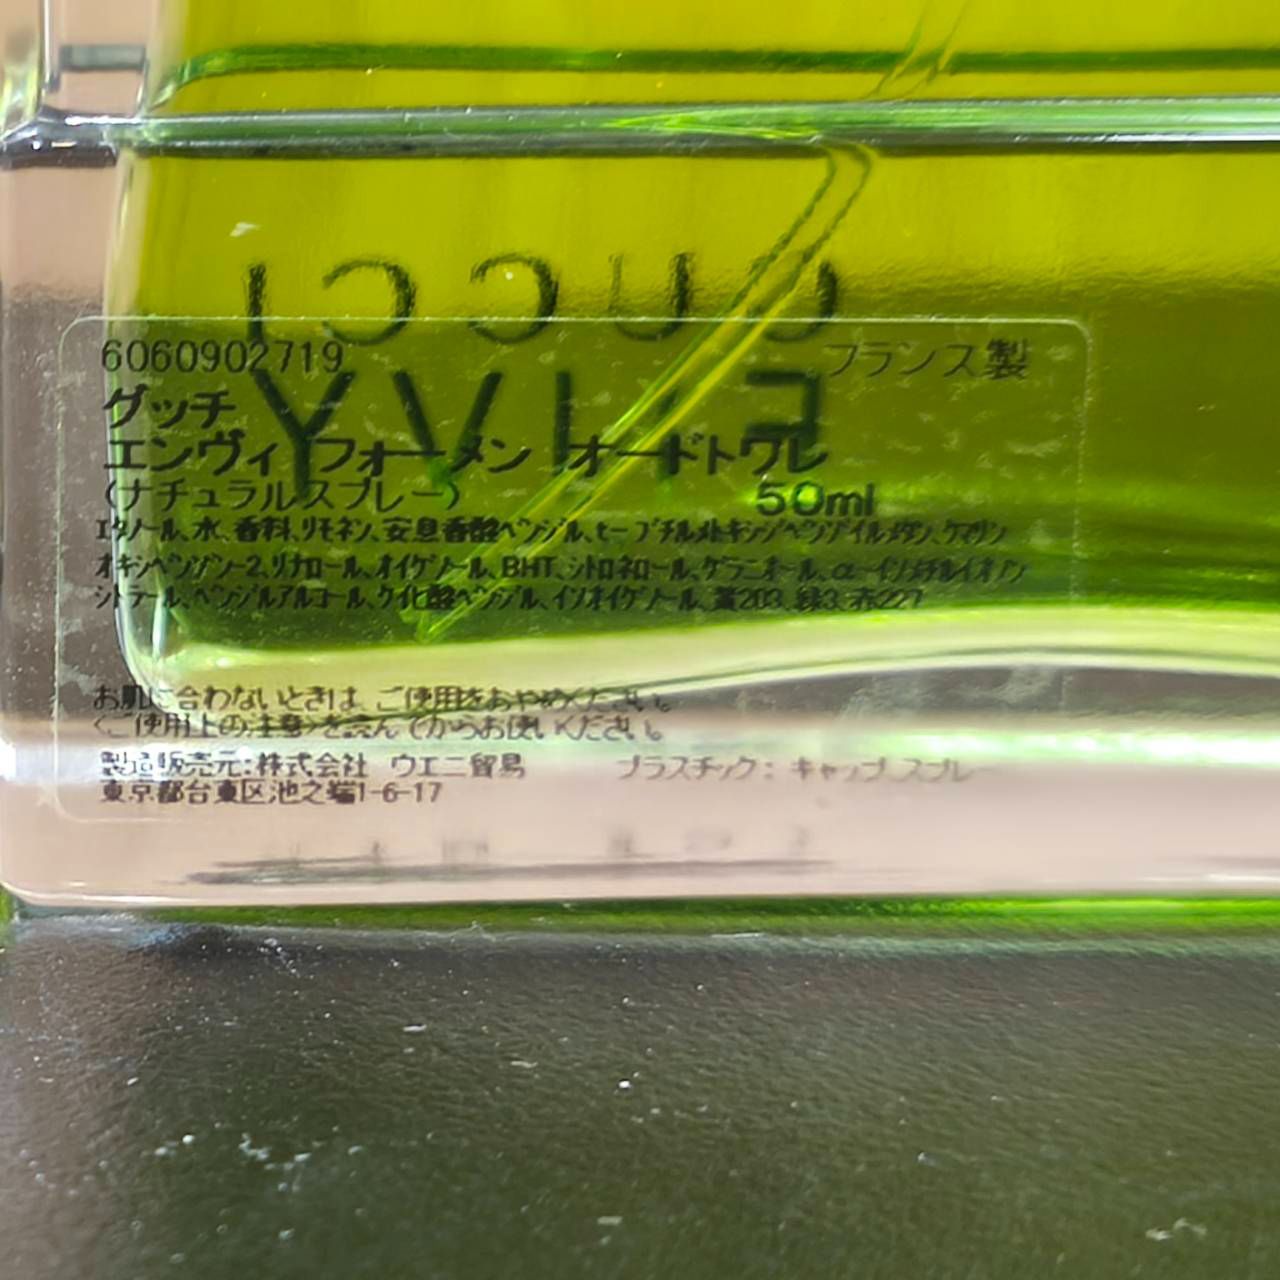 GUCCI
ENVY
6060902719 フランス製
グッチ
エンヴィ フォーメン オードトワレ
(ナチュラルスプレー) 50ml
エタノール、水、香料、リモネン、安息香酸ベンジル、t-ブチルメトキシジベンゾイルメタン、クマリン
オキシベンゾン-2、リナロール、オイゲノール、BHT、シトロネロール、ゲラニオール、α-イソメチルイオノン
シトラール、ベンジルアルコール、ケイ酸ベンジル、イソオイゲノール、黄203、緑3、赤227
お肌に合わないときは、ご使用をおやめください。
〈ご使用上の注意〉を読んでからお使いください。
製造販売元:株式会社 ウエニ貿易 プラスチック: キャップ、スプレー
東京都台東区池之端1-6-17